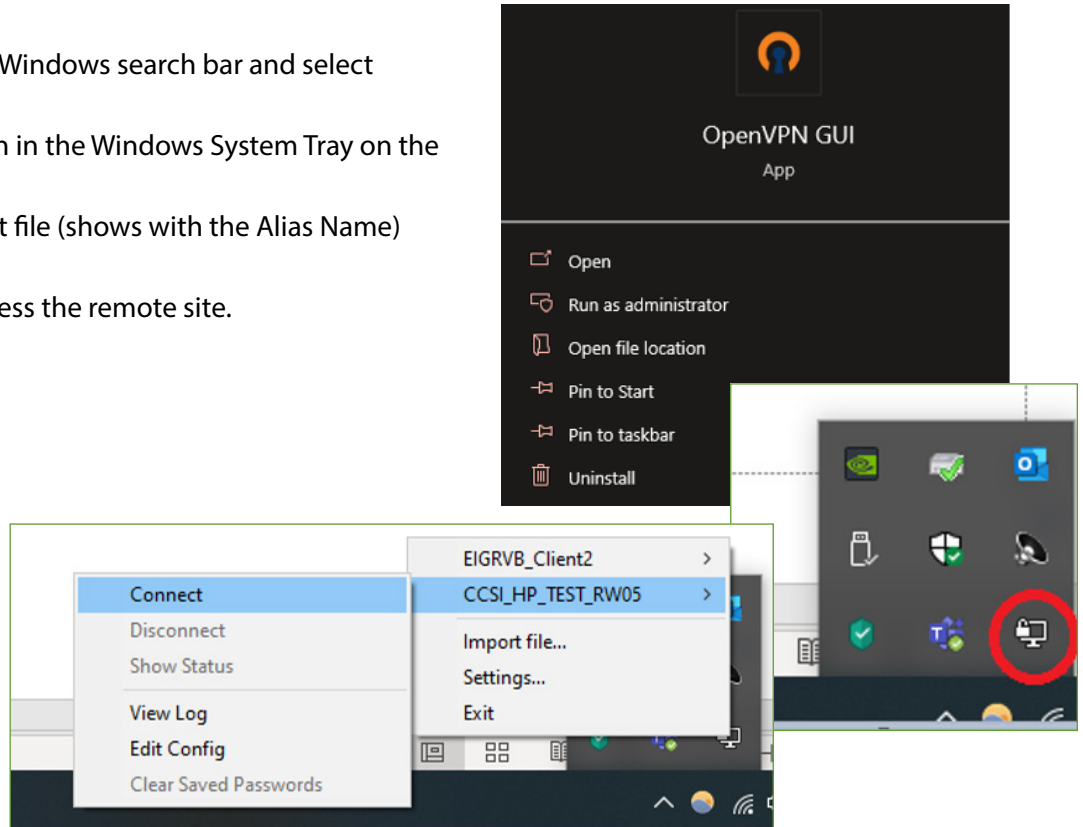 Windows search bar and select
n in the Windows System Tray on the
t file (shows with the Alias Name)
ess the remote site.
OpenVPN GUI
App
Open
Run as administrator
Open file location
Pin to Start
Pin to taskbar
Uninstall
EIGRVB_Client2
CCSI_HP_TEST_RW05
Import file...
Settings...
Exit
Connect
Disconnect
Show Status
View Log
Edit Config
Clear Saved Passwords